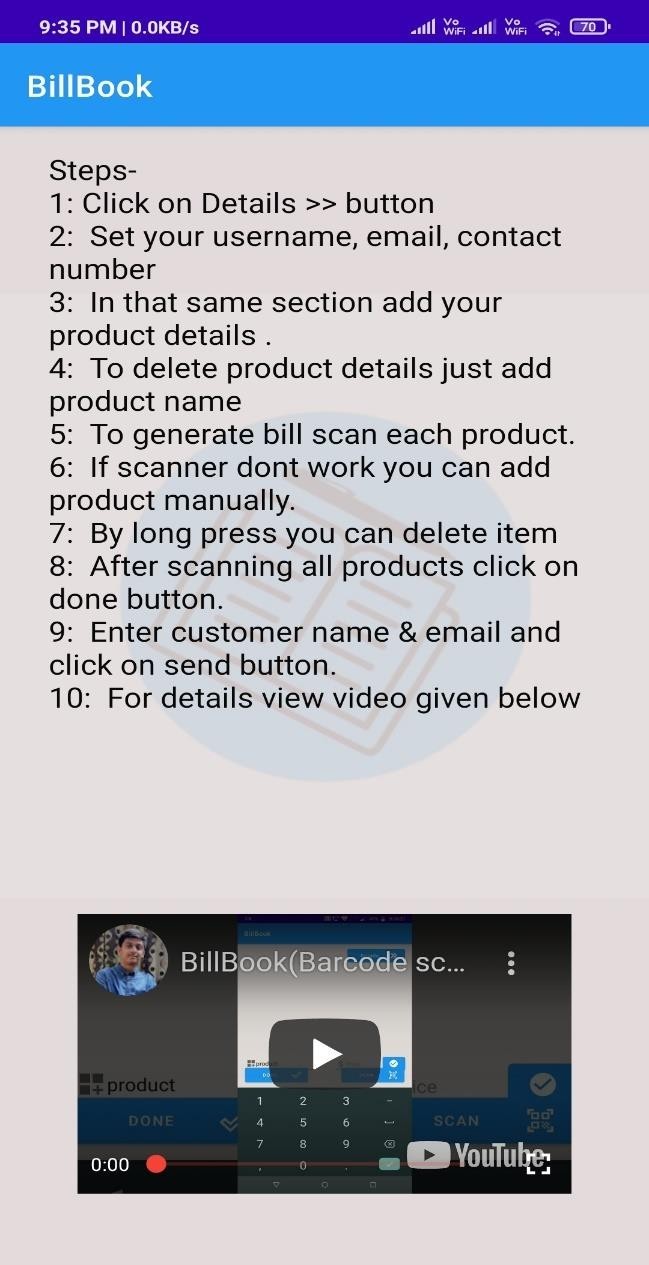 9:35 PM | 0.0KB/s
Vo WiFi Vo WiFi 70
BillBook
Steps-
1: Click on Details >> button
2:  Set your username, email, contact
number
3:  In that same section add your
product details .
4:  To delete product details just add
product name
5:  To generate bill scan each product.
6:  If scanner dont work you can add
product manually.
7:  By long press you can delete item
8:  After scanning all products click on
done button.
9:  Enter customer name & email and
click on send button.
10:  For details view video given below
BillBook
BillBook(Barcode sc...
product
DONE
SCAN
1 2 3 -
4 5 6
7 8 9
, 0 .
0:00
YouTube